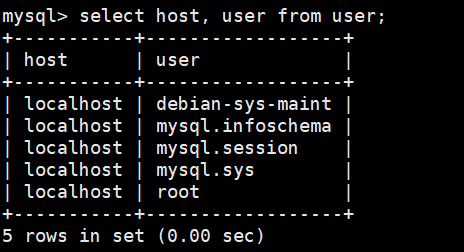 mysql> select host, user from user;
+-----------+------------------+
| host      | user             |
+-----------+------------------+
| localhost | debian-sys-maint |
| localhost | mysql.infoschema |
| localhost | mysql.session    |
| localhost | mysql.sys        |
| localhost | root             |
+-----------+------------------+
5 rows in set (0.00 sec)